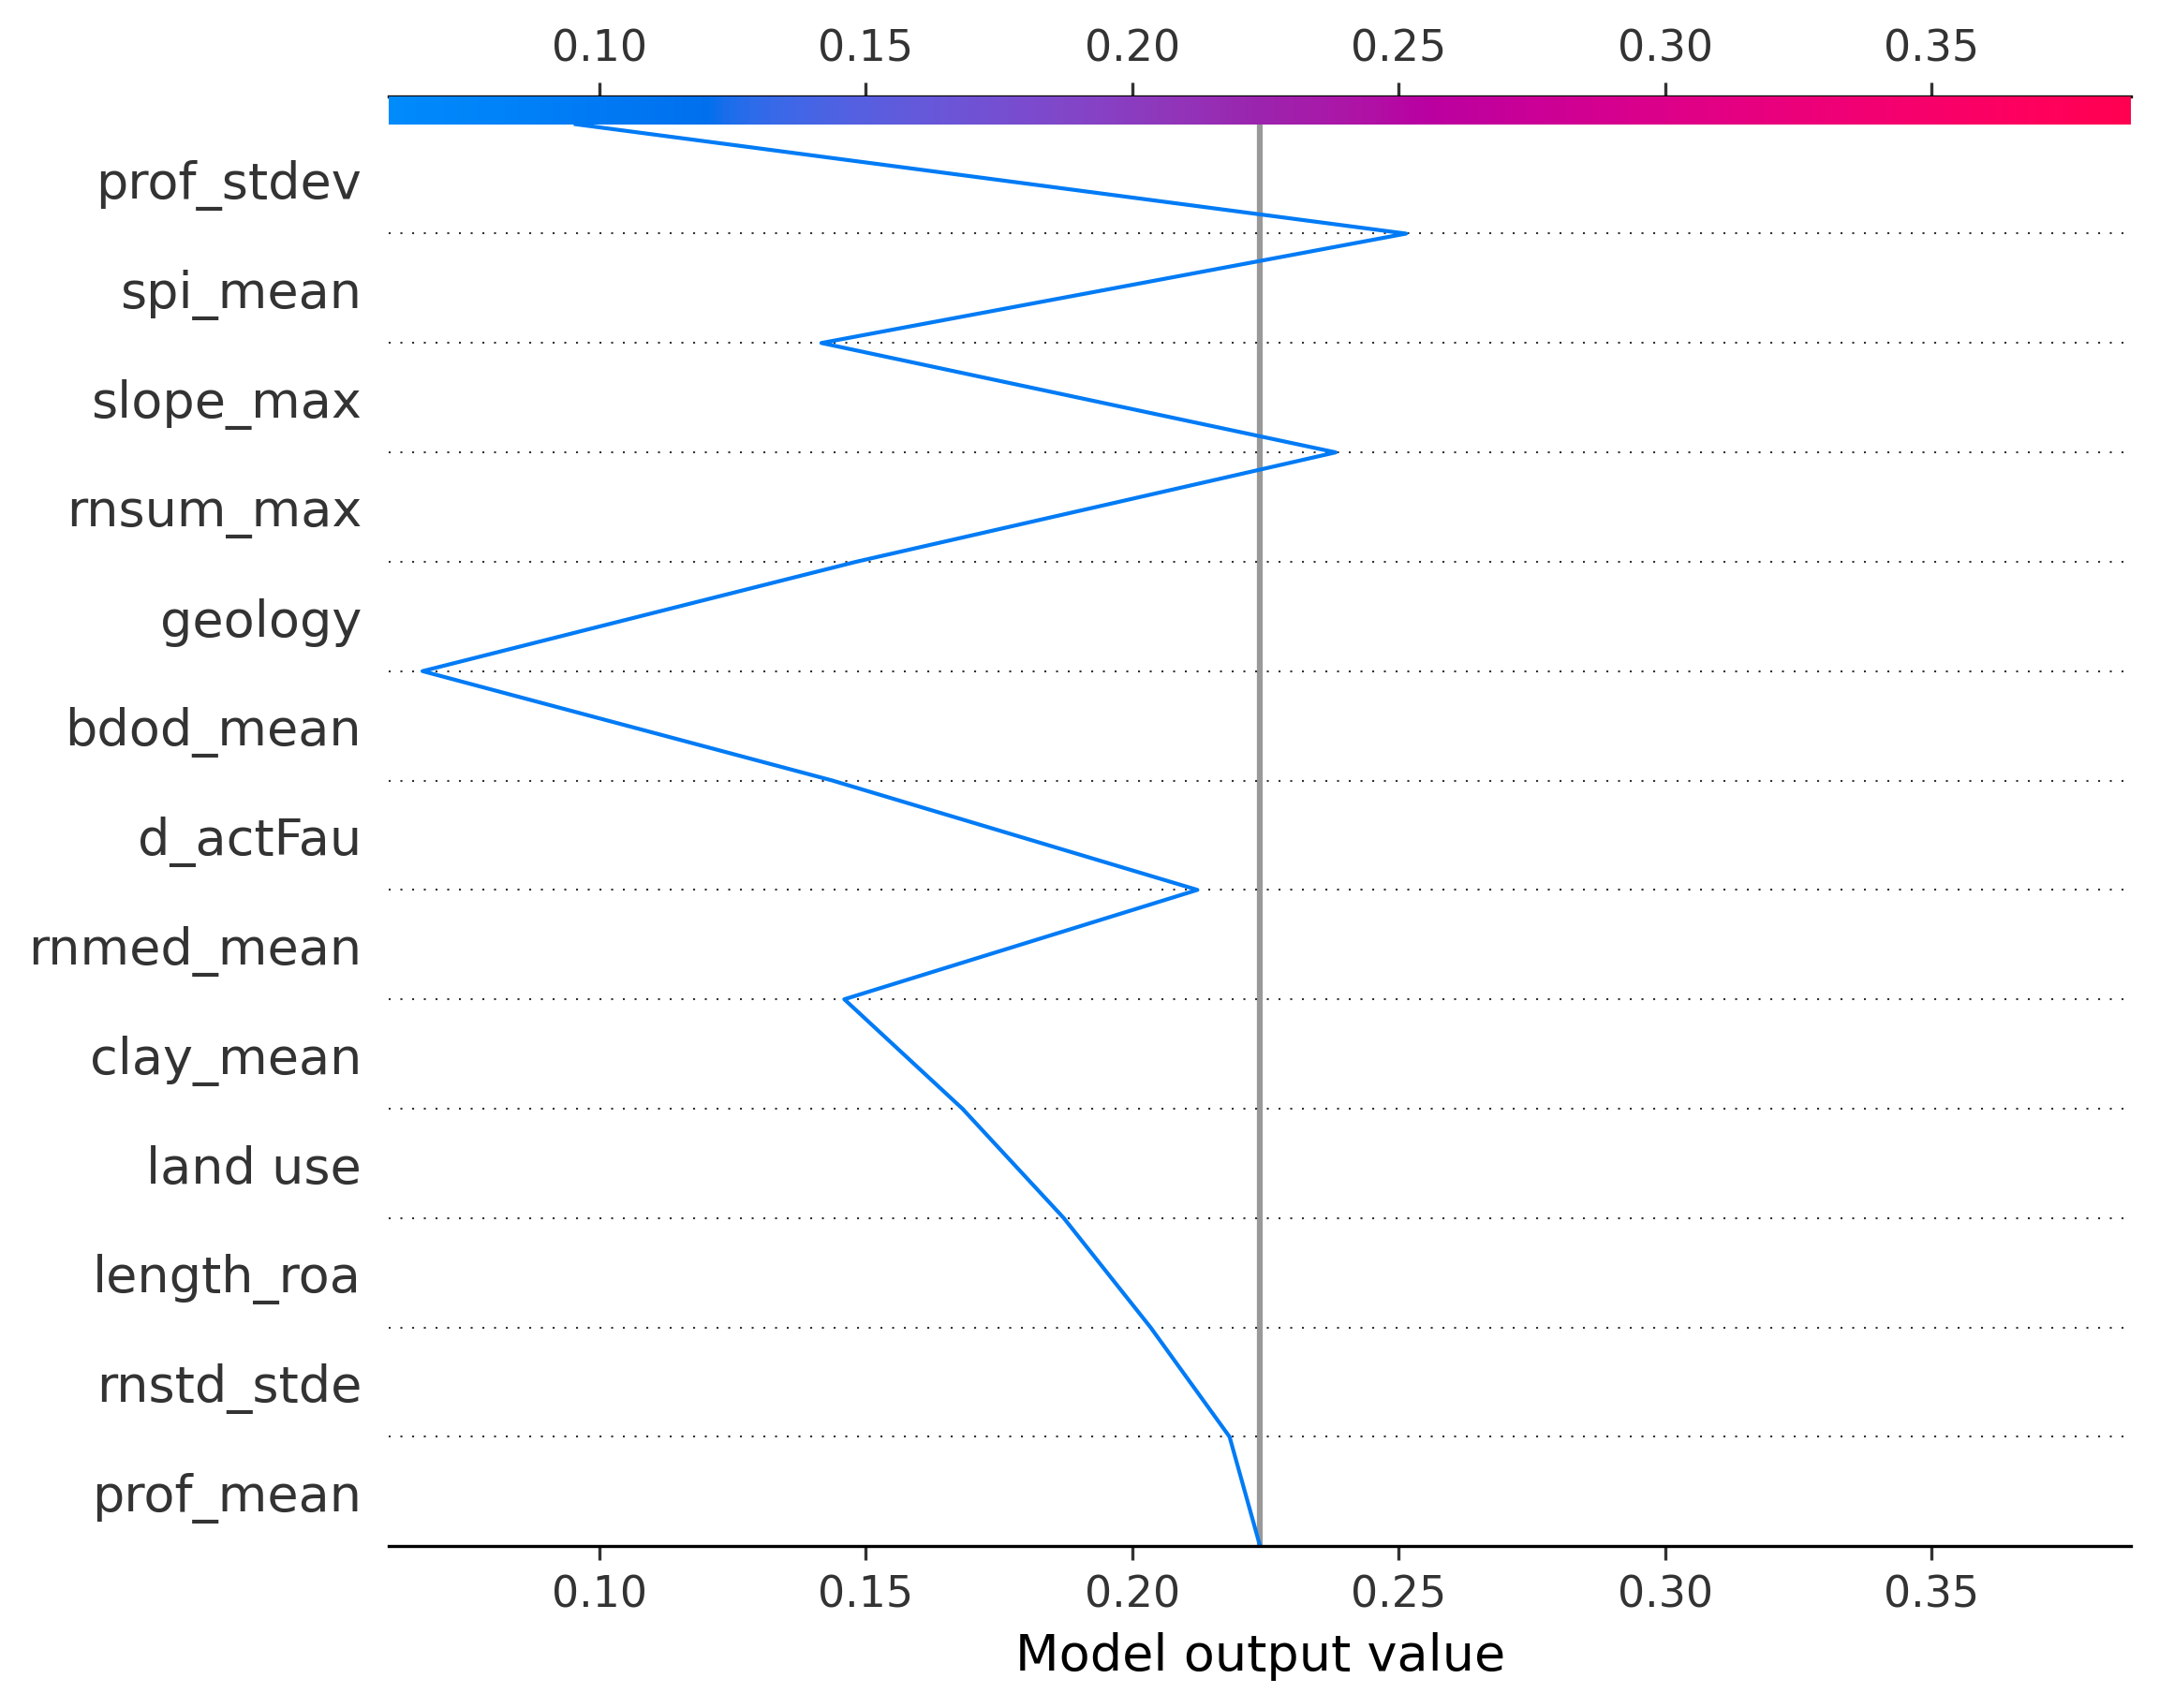 0.10 0.15 0.20 0.25 0.30 0.35
prof_stdev
spi_mean
slope_max
rnsum_max
geology
bdod_mean
d_actFau
rnmed_mean
clay_mean
land use
length_roa
rnstd_stde
prof_mean
0.10 0.15 0.20 0.25 0.30 0.35
Model output value